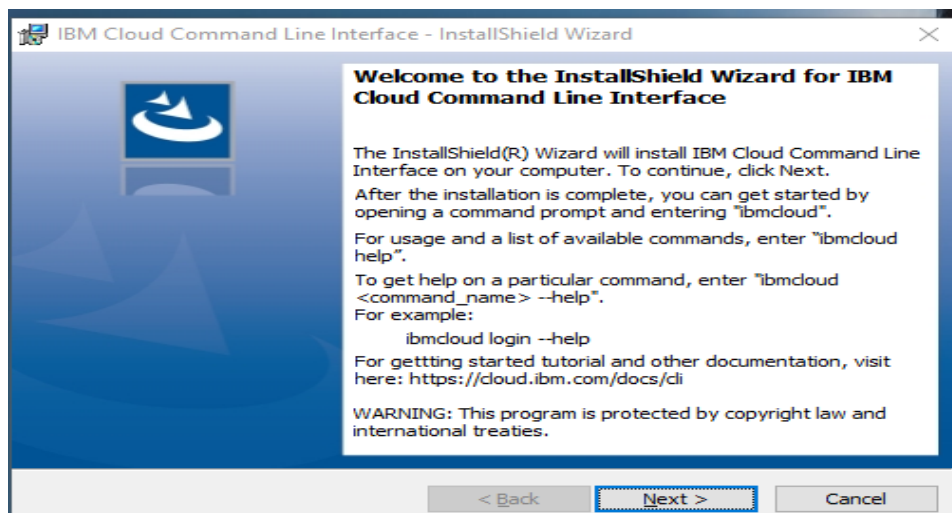 IBM Cloud Command Line Interface - InstallShield Wizard
Welcome to the InstallShield Wizard for IBM
Cloud Command Line Interface
The InstallShield(R) Wizard will install IBM Cloud Command Line
Interface on your computer. To continue, click Next.
After the installation is complete, you can get started by
opening a command prompt and entering "ibmcloud".
For usage and a list of available commands, enter “ibmcloud
help”.
To get help on a particular command, enter "ibmcloud
<command_name> --help".
For example:
ibmcloud login --help
For gettting started tutorial and other documentation, visit
here: https://cloud.ibm.com/docs/cli
WARNING: This program is protected by copyright law and
international treaties.
< Back Next > Cancel